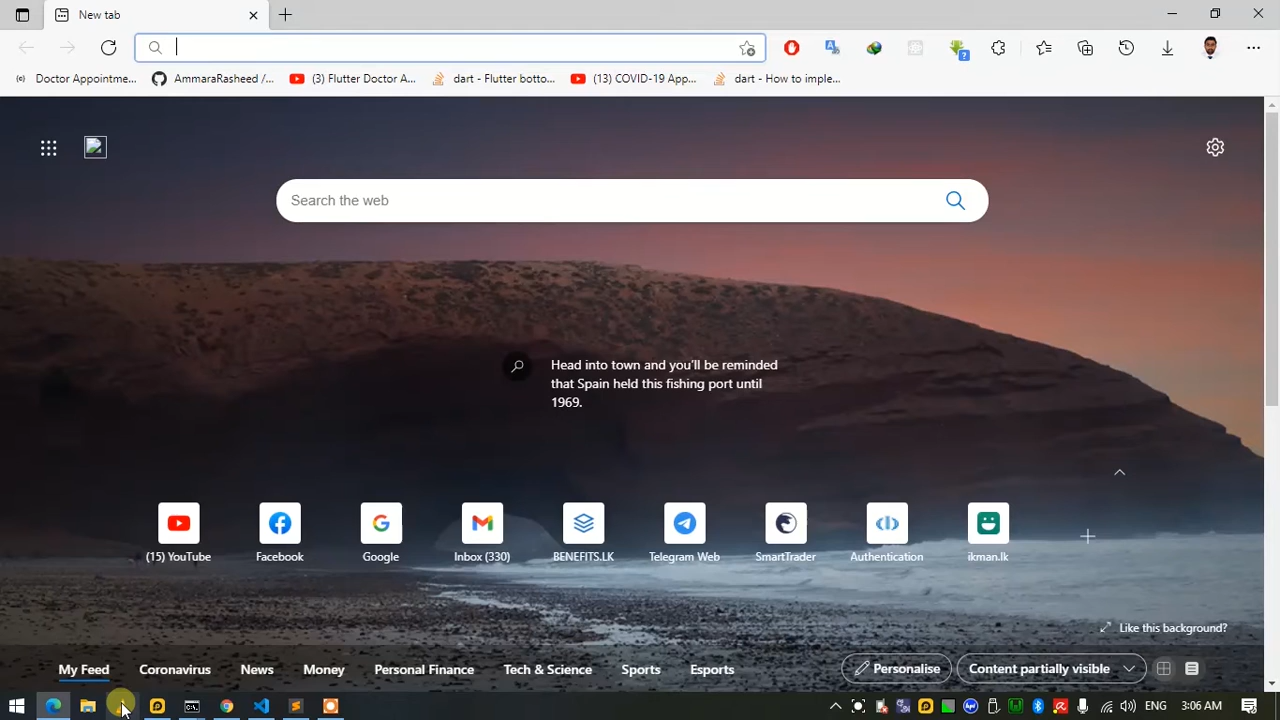 New tab
Doctor Appointme...
AmmaraRasheed /...
(3) Flutter Doctor A...
dart - Flutter botto...
(13) COVID-19 App...
dart - How to imple...
Search the web
Head into town and you'll be reminded
that Spain held this fishing port until
1969.
(15) YouTube
Facebook
Google
Inbox (330)
BENEFITS.LK
Telegram Web
SmartTrader
Authentication
ikman.lk
Like this background?
My Feed
Coronavirus
News
Money
Personal Finance
Tech & Science
Sports
Esports
Personalise
Content partially visible
ENG
3:06 AM